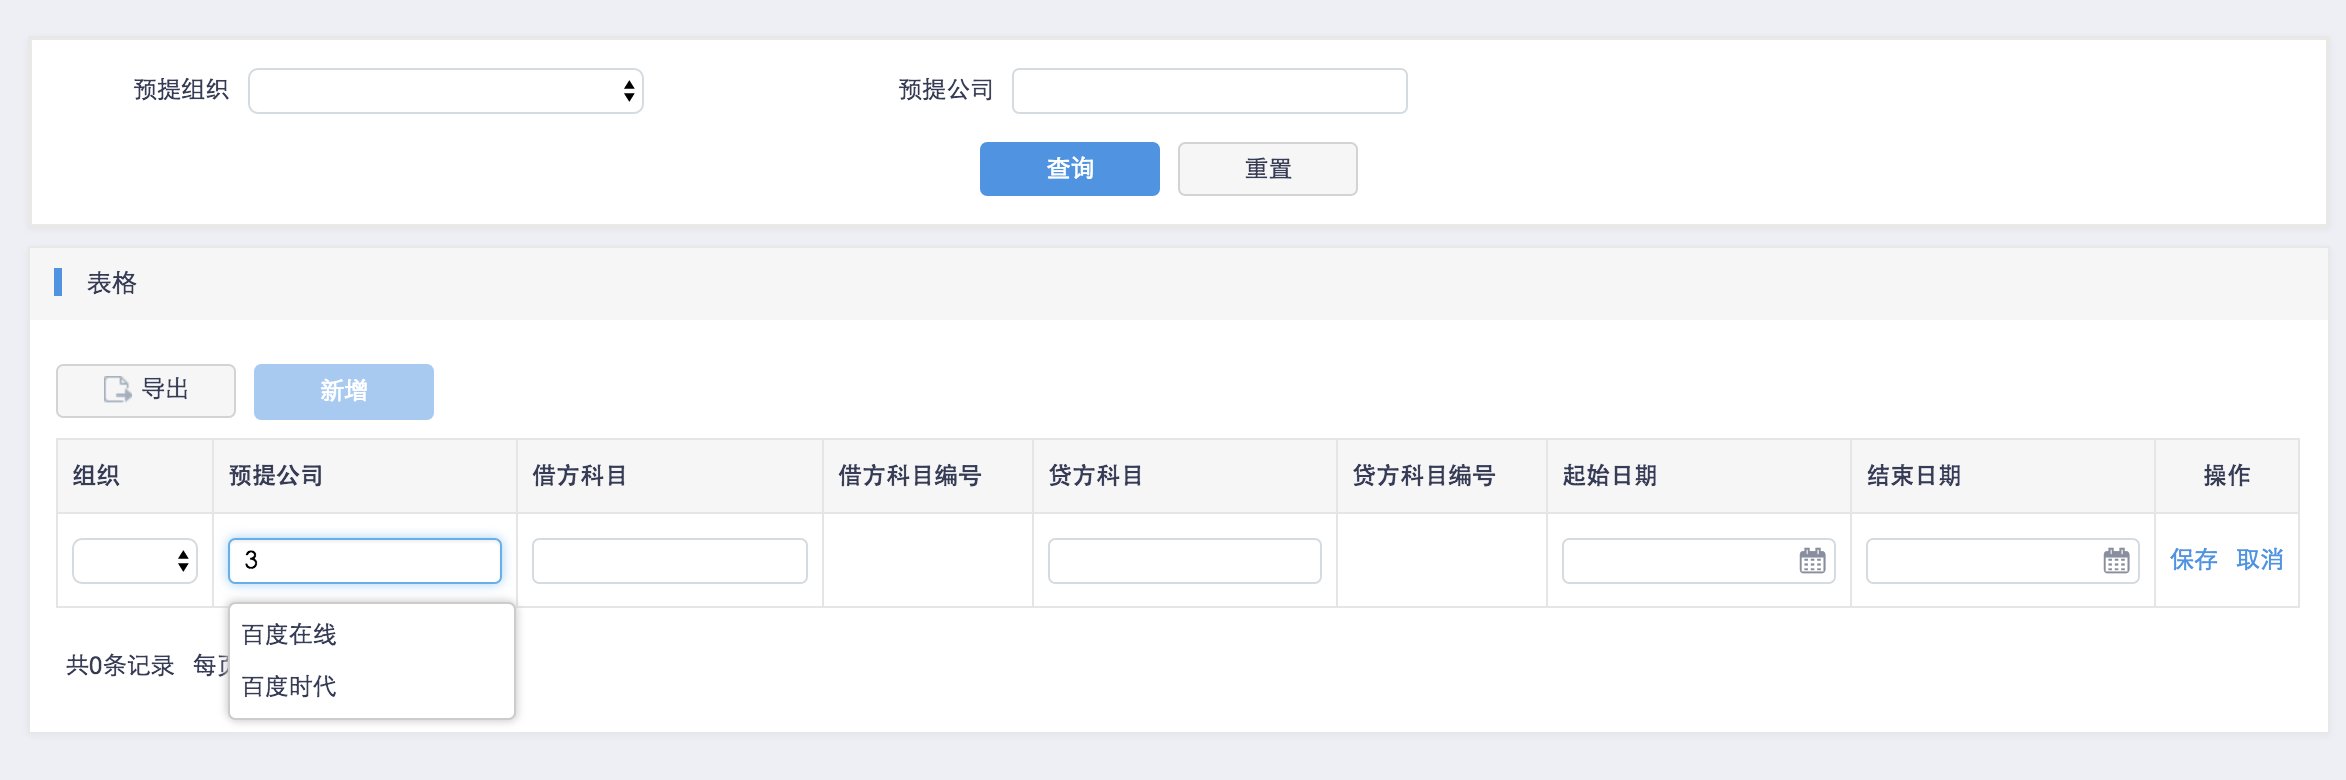 预提组织 预提公司
查询 重置
表格
导出 新增
组织 预提公司 借方科目 借方科目编号 贷方科目 贷方科目编号 起始日期 结束日期 操作
3 保存 取消
百度在线
共0条记录 每
百度时代